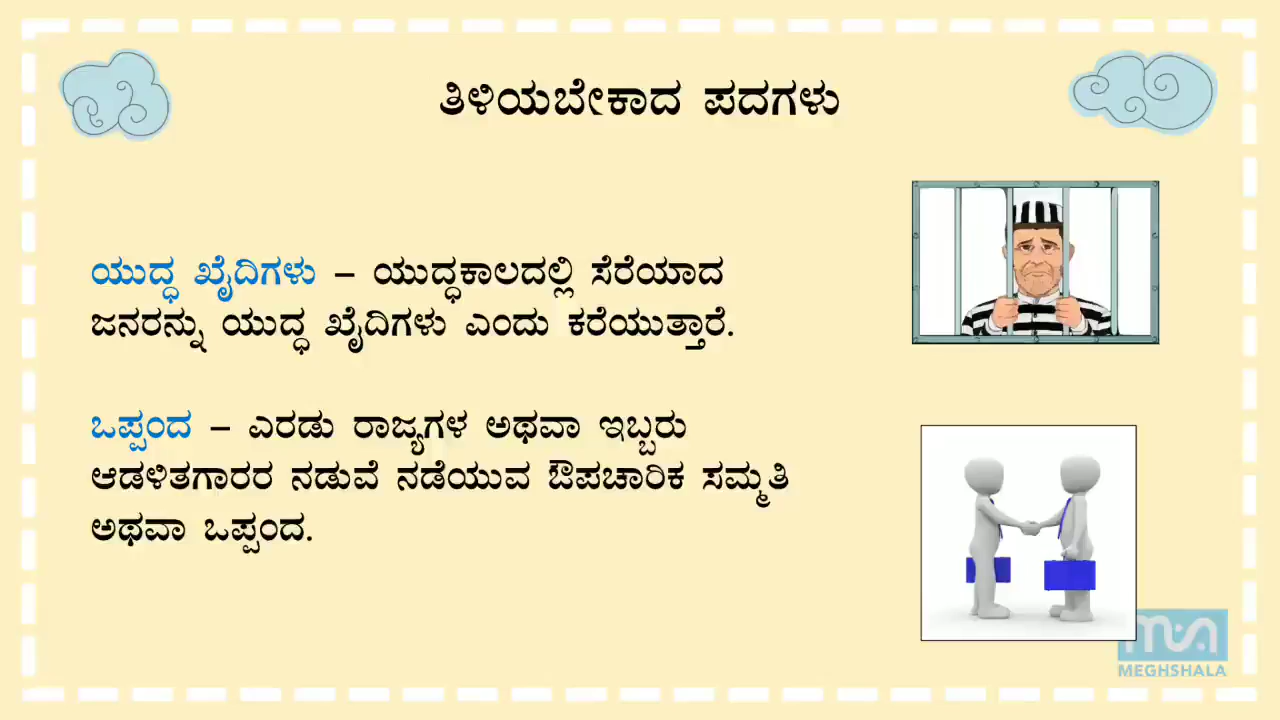 ತಿಳಿಯಬೇಕಾದ ಪದಗಳು
ಯುದ್ಧ ಖೈದಿಗಳು – ಯುದ್ಧಕಾಲದಲ್ಲಿ ಸೆರೆಯಾದ
ಜನರನ್ನು ಯುದ್ಧ ಖೈದಿಗಳು ಎಂದು ಕರೆಯುತ್ತಾರೆ.
ಒಪ್ಪಂದ – ಎರಡು ರಾಜ್ಯಗಳ ಅಥವಾ ಇಬ್ಬರು
ಆಡಳಿತಗಾರರ ನಡುವೆ ನಡೆಯುವ ಔಪಚಾರಿಕ ಸಮ್ಮತಿ
ಅಥವಾ ಒಪ್ಪಂದ.
MEGHSHALA